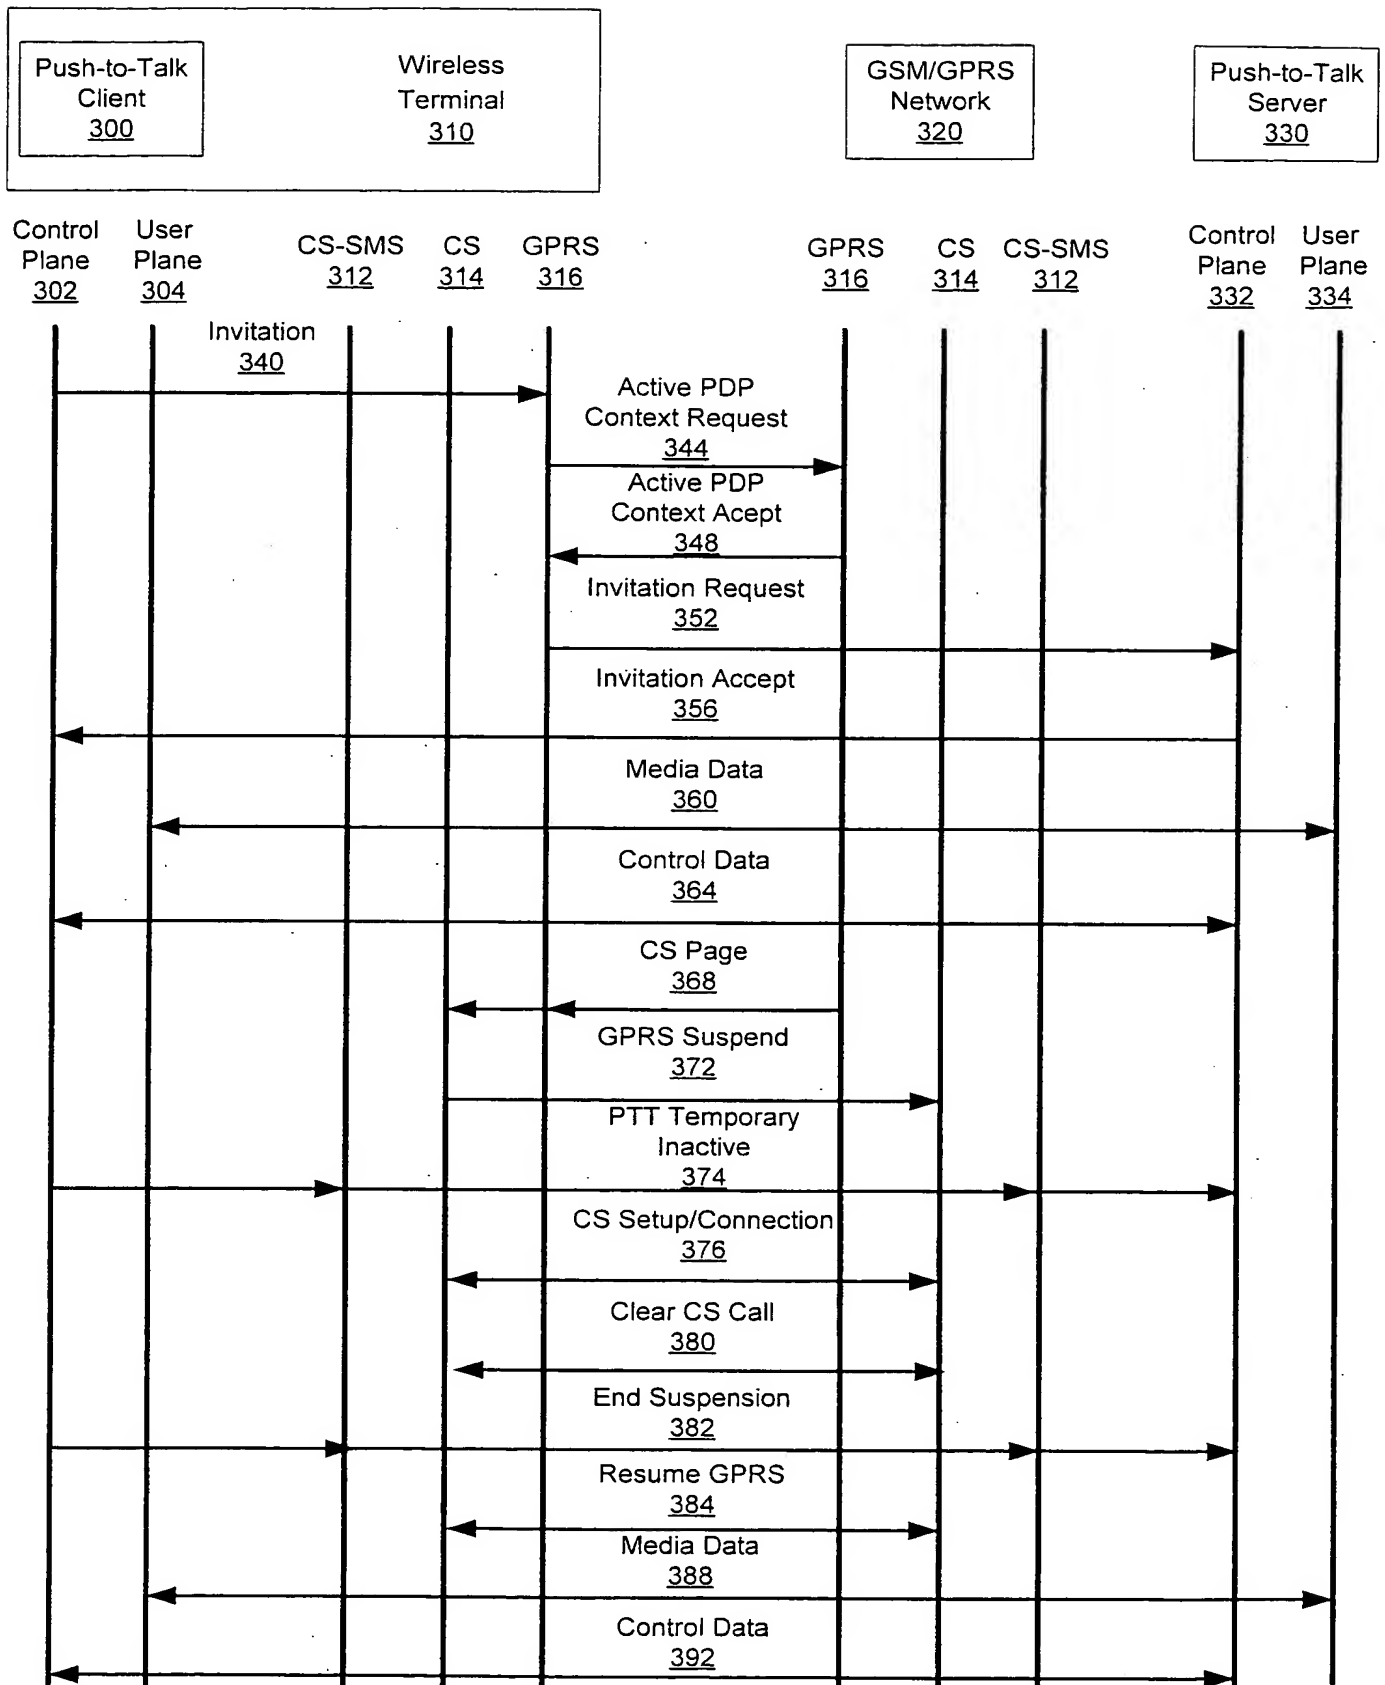 Push-to-Talk
Client
300
Wireless
Terminal
310
GSM/GPRS
Network
320
Push-to-Talk
Server
330
Control
Plane
302
User
Plane
304
CS-SMS
312
CS
314
GPRS
316
GPRS
316
CS
314
CS-SMS
312
Control
Plane
332
User
Plane
334
Invitation
340
Active PDP
Context Request
344
Active PDP
Context Acept
348
Invitation Request
352
Invitation Accept
356
Media Data
360
Control Data
364
CS Page
368
GPRS Suspend
372
PTT Temporary
Inactive
374
CS Setup/Connection
376
Clear CS Call
380
End Suspension
382
Resume GPRS
384
Media Data
388
Control Data
392